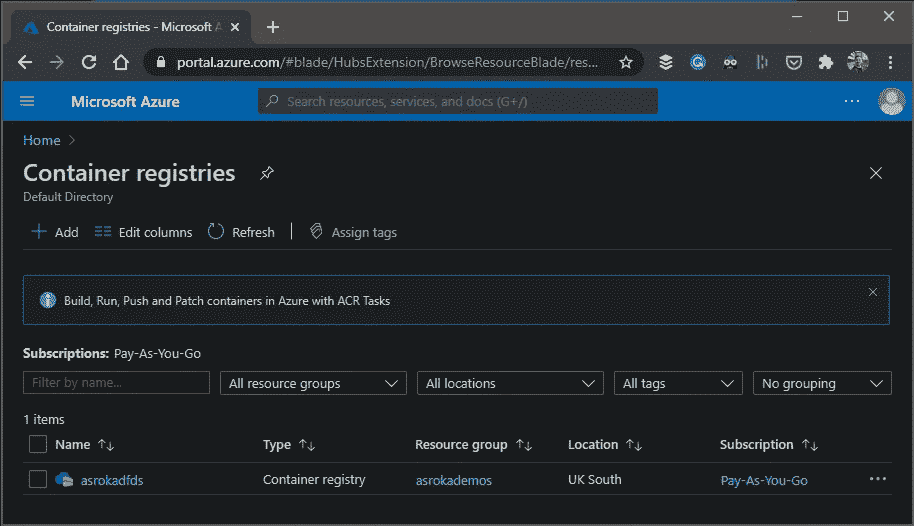 Container registries - Microsoft A
portal.azure.com/#blade/HubsExtension/BrowseResourceBlade/res...
Microsoft Azure
Search resources, services, and docs (G+/)
Home
Container registries
Default Directory
Add Edit columns Refresh Assign tags
Build, Run, Push and Patch containers in Azure with ACR Tasks
Subscriptions: Pay-As-You-Go
Filter by name... All resource groups All locations All tags No grouping
1 items
Name Type Resource group Location Subscription
asrokadfds Container registry asrokademos UK South Pay-As-You-Go